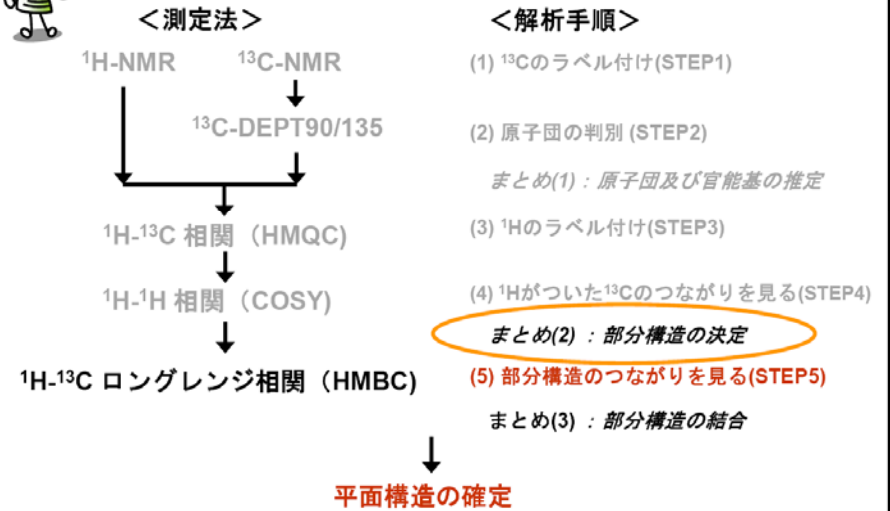 <測定法>
<解析手順>
¹H-NMR
¹³C-NMR
(1) ¹³Cのラベル付け(STEP1)
¹³C-DEPT90/135
(2) 原子団の判別 (STEP2)
まとめ(1)：原子団及び官能基の推定
¹H-¹³C 相関（HMQC)
(3) ¹Hのラベル付け(STEP3)
¹H-¹H 相関（COSY)
(4) ¹Hがついた¹³Cのつながりを見る(STEP4)
まとめ(2) ：部分構造の決定
¹H-¹³C ロングレンジ相関（HMBC)
(5) 部分構造のつながりを見る(STEP5)
まとめ(3)：部分構造の結合
平面構造の確定